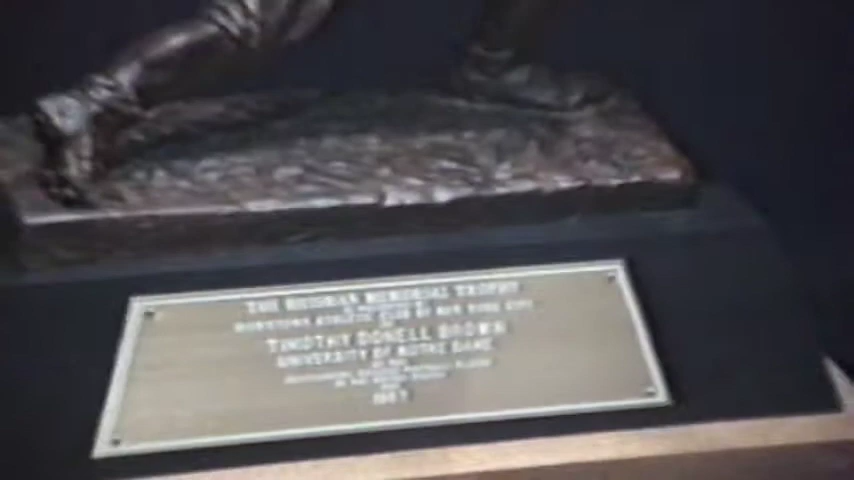 THE HEISMAN MEMORIAL TROPHY
DOWNTOWN ATHLETIC CLUB OF NEW YORK CITY
TO
TIMOTHY DONELL BROWN
UNIVERSITY OF NOTRE DAME
1987